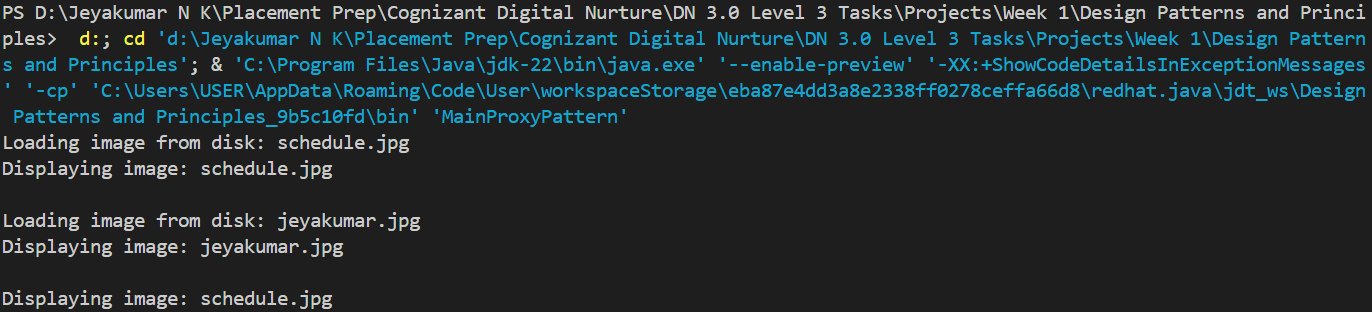 PS D:\Jeyakumar N K\Placement Prep\Cognizant Digital Nurture\DN 3.0 Level 3 Tasks\Projects\Week 1\Design Patterns and Princi
ples>  d:; cd 'd:\Jeyakumar N K\Placement Prep\Cognizant Digital Nurture\DN 3.0 Level 3 Tasks\Projects\Week 1\Design Pattern
s and Principles'; & 'C:\Program Files\Java\jdk-22\bin\java.exe' '--enable-preview' '-XX:+ShowCodeDetailsInExceptionMessages
' '-cp' 'C:\Users\USER\AppData\Roaming\Code\User\workspaceStorage\eba87e4dd3a8e2338ff0278ceffa66d8\redhat.java\jdt_ws\Design
 Patterns and Principles_9b5c10fd\bin' 'MainProxyPattern'
Loading image from disk: schedule.jpg
Displaying image: schedule.jpg

Loading image from disk: jeyakumar.jpg
Displaying image: jeyakumar.jpg

Displaying image: schedule.jpg